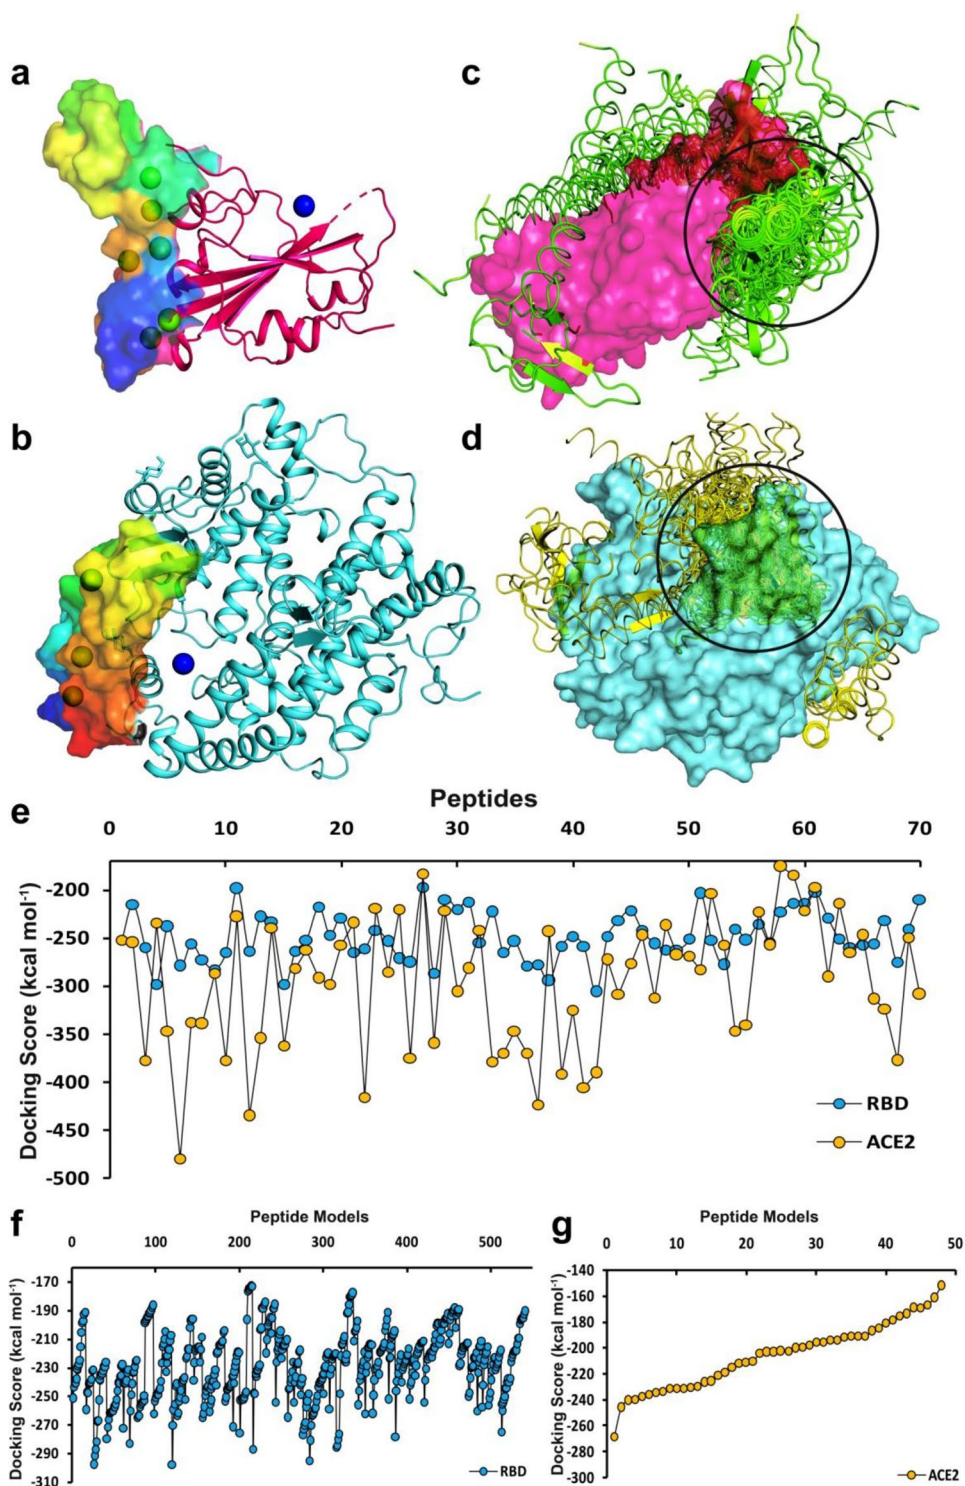 a
c
b
d
e
Peptides
0 10 20 30 40 50 60 70
-200
-250
-300
-350
-400
-450
-500
Docking Score (kcal mol-1)
RBD
ACE2
f
Peptide Models
0 100 200 300 400 500
-170
-190
-210
-230
-250
-270
-290
-310
Docking Score (kcal mol-1)
RBD
g
Peptide Models
0 10 20 30 40 50
-140
-160
-180
-200
-220
-240
-260
-280
-300
Docking Score (kcal mol-1)
ACE2